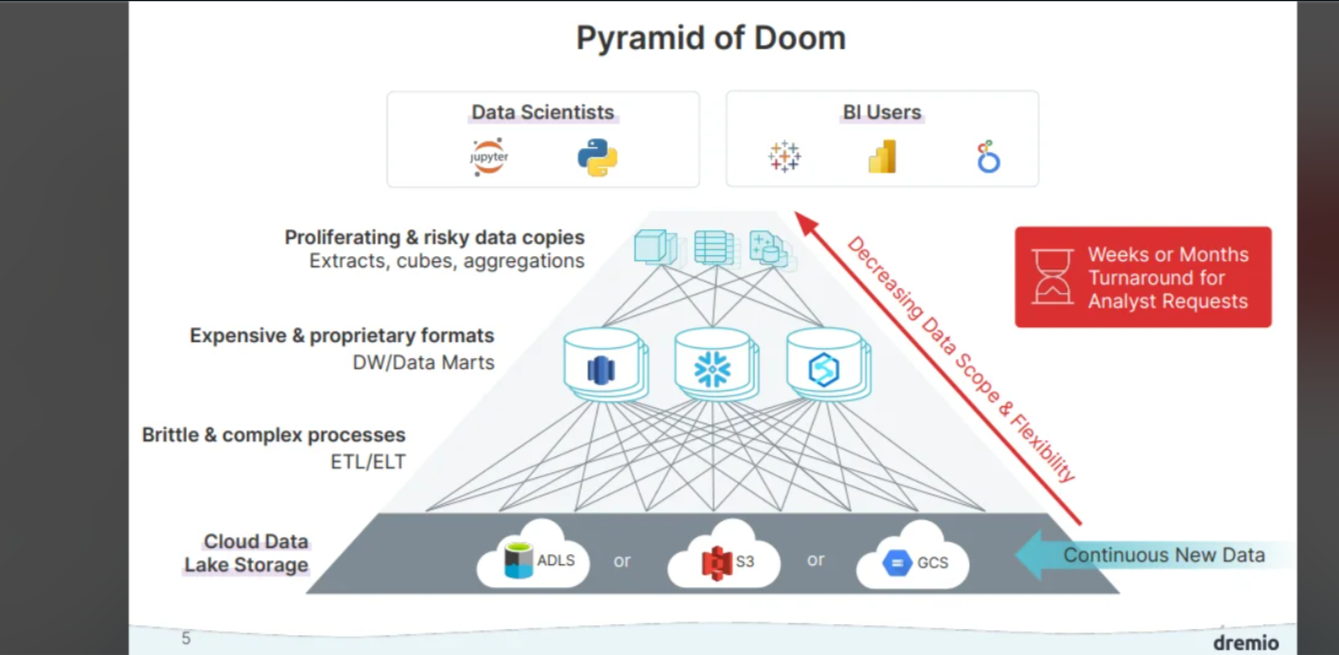 Pyramid of Doom
Data Scientists
jupyter
BI Users
Proliferating & risky data copies
Extracts, cubes, aggregations
Decreasing Data Scope & Flexibility
Weeks or Months
Turnaround for
Analyst Requests
Expensive & proprietary formats
DW/Data Marts
Brittle & complex processes
ETL/ELT
Cloud Data
Lake Storage
ADLS
or
S3
or
GCS
Continuous New Data
5
dremio